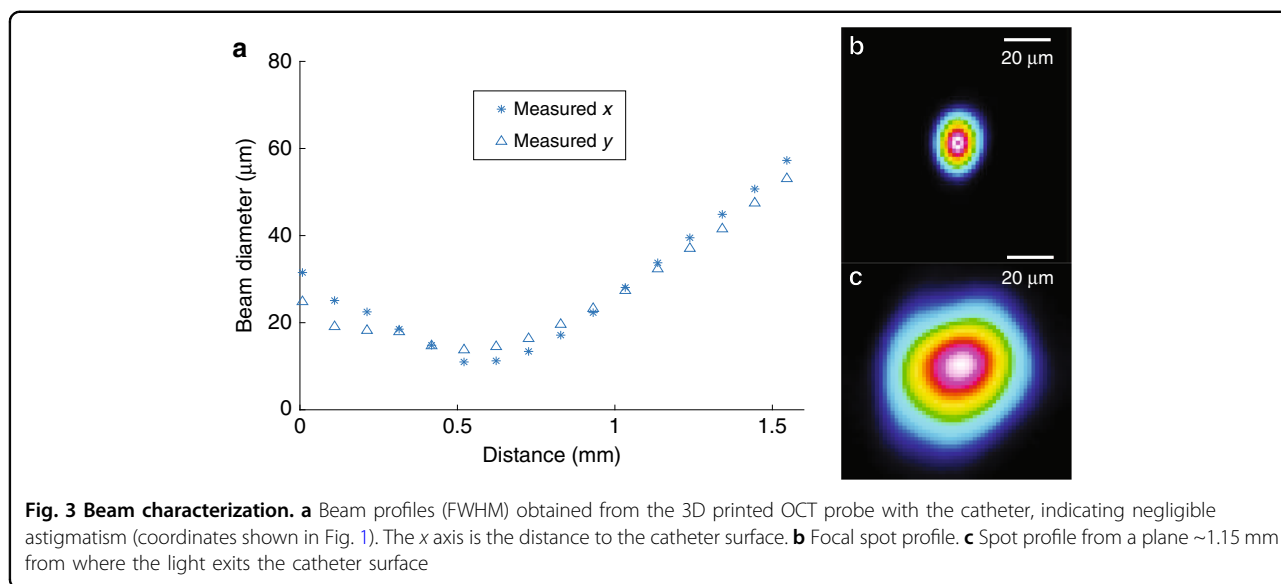 a
80
60
40
20
0
Beam diameter (µm)
Measured x
Measured y
0
0.5
1
1.5
Distance (mm)
b
20 µm
c
20 µm
Fig. 3 Beam characterization. a Beam profiles (FWHM) obtained from the 3D printed OCT probe with the catheter, indicating negligible
astigmatism (coordinates shown in Fig. 1). The x axis is the distance to the catheter surface. b Focal spot profile. c Spot profile from a plane ~1.15 mm
from where the light exits the catheter surface